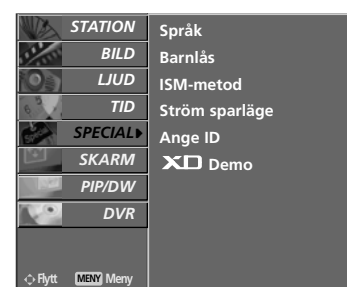 STATION
BILD
LJUD
TID
SPECIAL
SKARM
PIP/DW
DVR
Flytt MENY Meny
Språk
Barnlås
ISM-metod
Ström sparläge
Ange ID
XD Demo